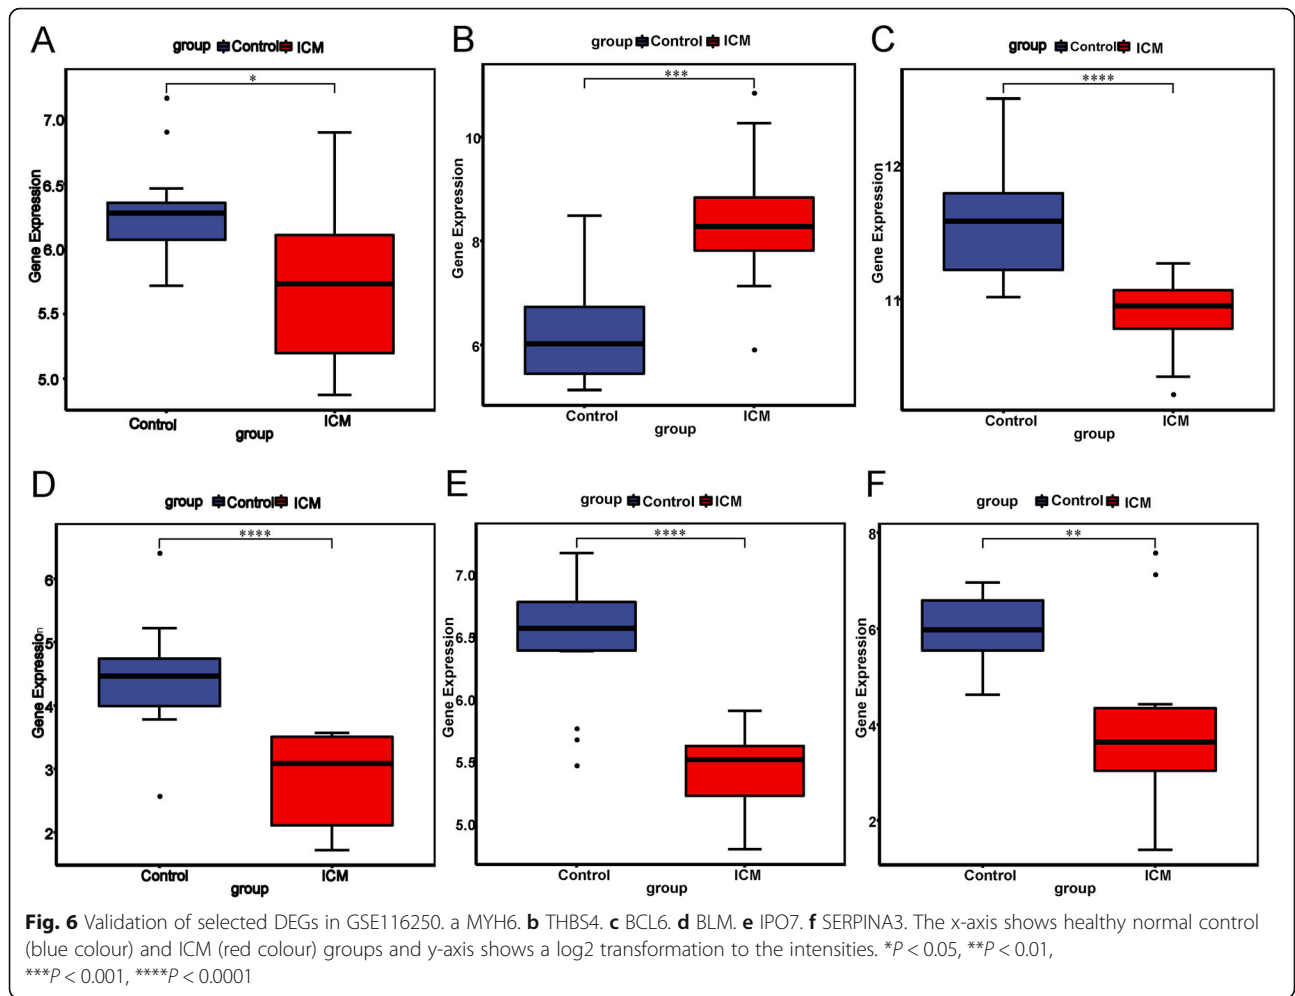 A
group Control ICM
*
7.0
6.5
6.0
5.5
5.0
Gene Expression
Control ICM
group
B
group Control ICM
***
10
8
6
Gene Expression
Control ICM
group
C
group Control ICM
****
12
11
Gene Expression
Control ICM
group
D
group Control ICM
****
6
5
4
3
2
Gene Expression
Control ICM
group
E
group Control ICM
****
7.0
6.5
6.0
5.5
5.0
Gene Expression
Control ICM
group
F
group Control ICM
**
8
6
4
2
Gene Expression
Control ICM
group
Fig. 6 Validation of selected DEGs in GSE116250. a MYH6. b THBS4. c BCL6. d BLM. e IPO7. f SERPINA3. The x-axis shows healthy normal control
(blue colour) and ICM (red colour) groups and y-axis shows a log2 transformation to the intensities. *P < 0.05, **P < 0.01,
***P < 0.001, ****P < 0.0001